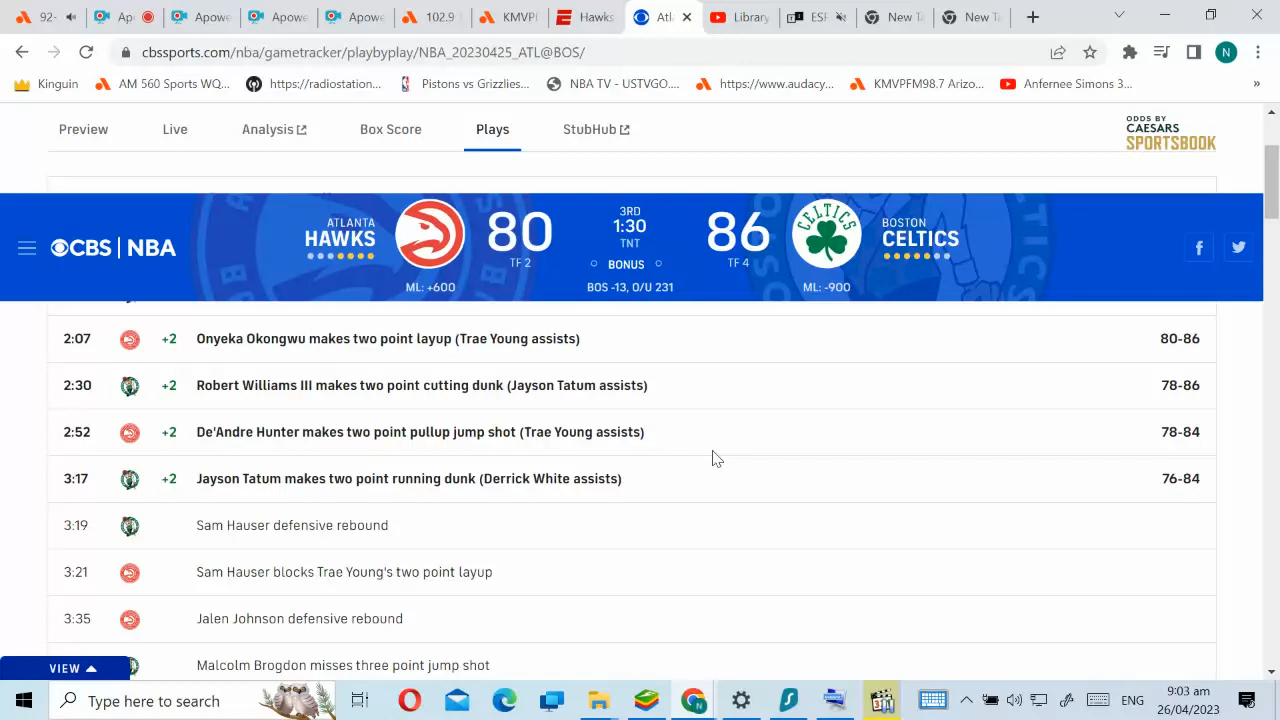 92-
Ap
Apowe
Apowe
Apowe
102.9
KMVP
Hawks
Atl
Library
ESF
New Ta
New Ta
cbssports.com/nba/gametracker/playbyplay/NBA_20230425_ATL@BOS/
N
Kinguin
AM 560 Sports WQ...
https://radiostation...
Pistons vs Grizzlies...
NBA TV - USTVGO....
https://www.audacy...
KMVPFM98.7 Arizo...
Anfernee Simons 3...
»
Preview
Live
Analysis
Box Score
Plays
StubHub
ODDS BY
CAESARS
SPORTSBOOK
CBS | NBA
ATLANTA
HAWKS
80
TF 2
ML: +600
3RD
1:30
TNT
BONUS
BOS -13, O/U 231
86
TF 4
ML: -900
CELTICS
BOSTON
CELTICS
2:07 +2 Onyeka Okongwu makes two point layup (Trae Young assists) 80-86
2:30 +2 Robert Williams III makes two point cutting dunk (Jayson Tatum assists) 78-86
2:52 +2 De'Andre Hunter makes two point pullup jump shot (Trae Young assists) 78-84
3:17 +2 Jayson Tatum makes two point running dunk (Derrick White assists) 76-84
3:19 Sam Hauser defensive rebound
3:21 Sam Hauser blocks Trae Young's two point layup
3:35 Jalen Johnson defensive rebound
Malcolm Brogdon misses three point jump shot
VIEW
Type here to search
ENG
9:03 am
26/04/2023